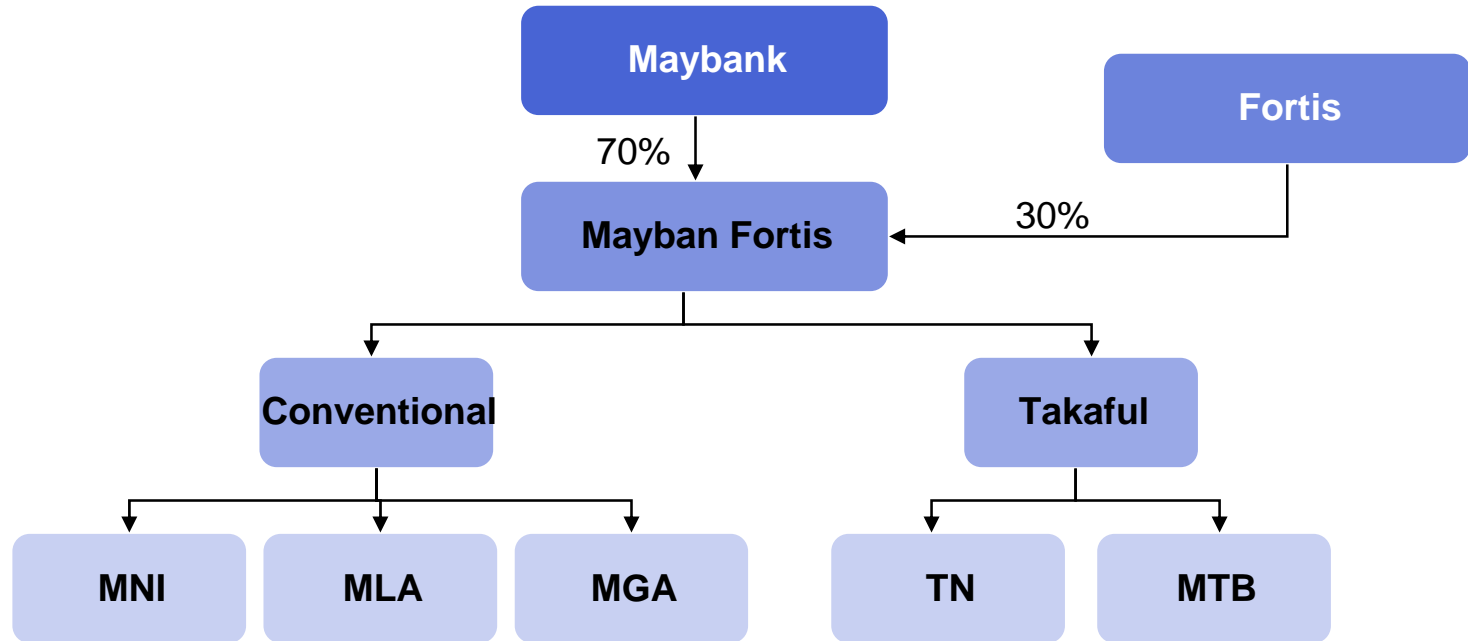 Maybank
Fortis
70%
30%
Mayban Fortis
Conventional
Takaful
MNI
MLA
MGA
TN
MTB